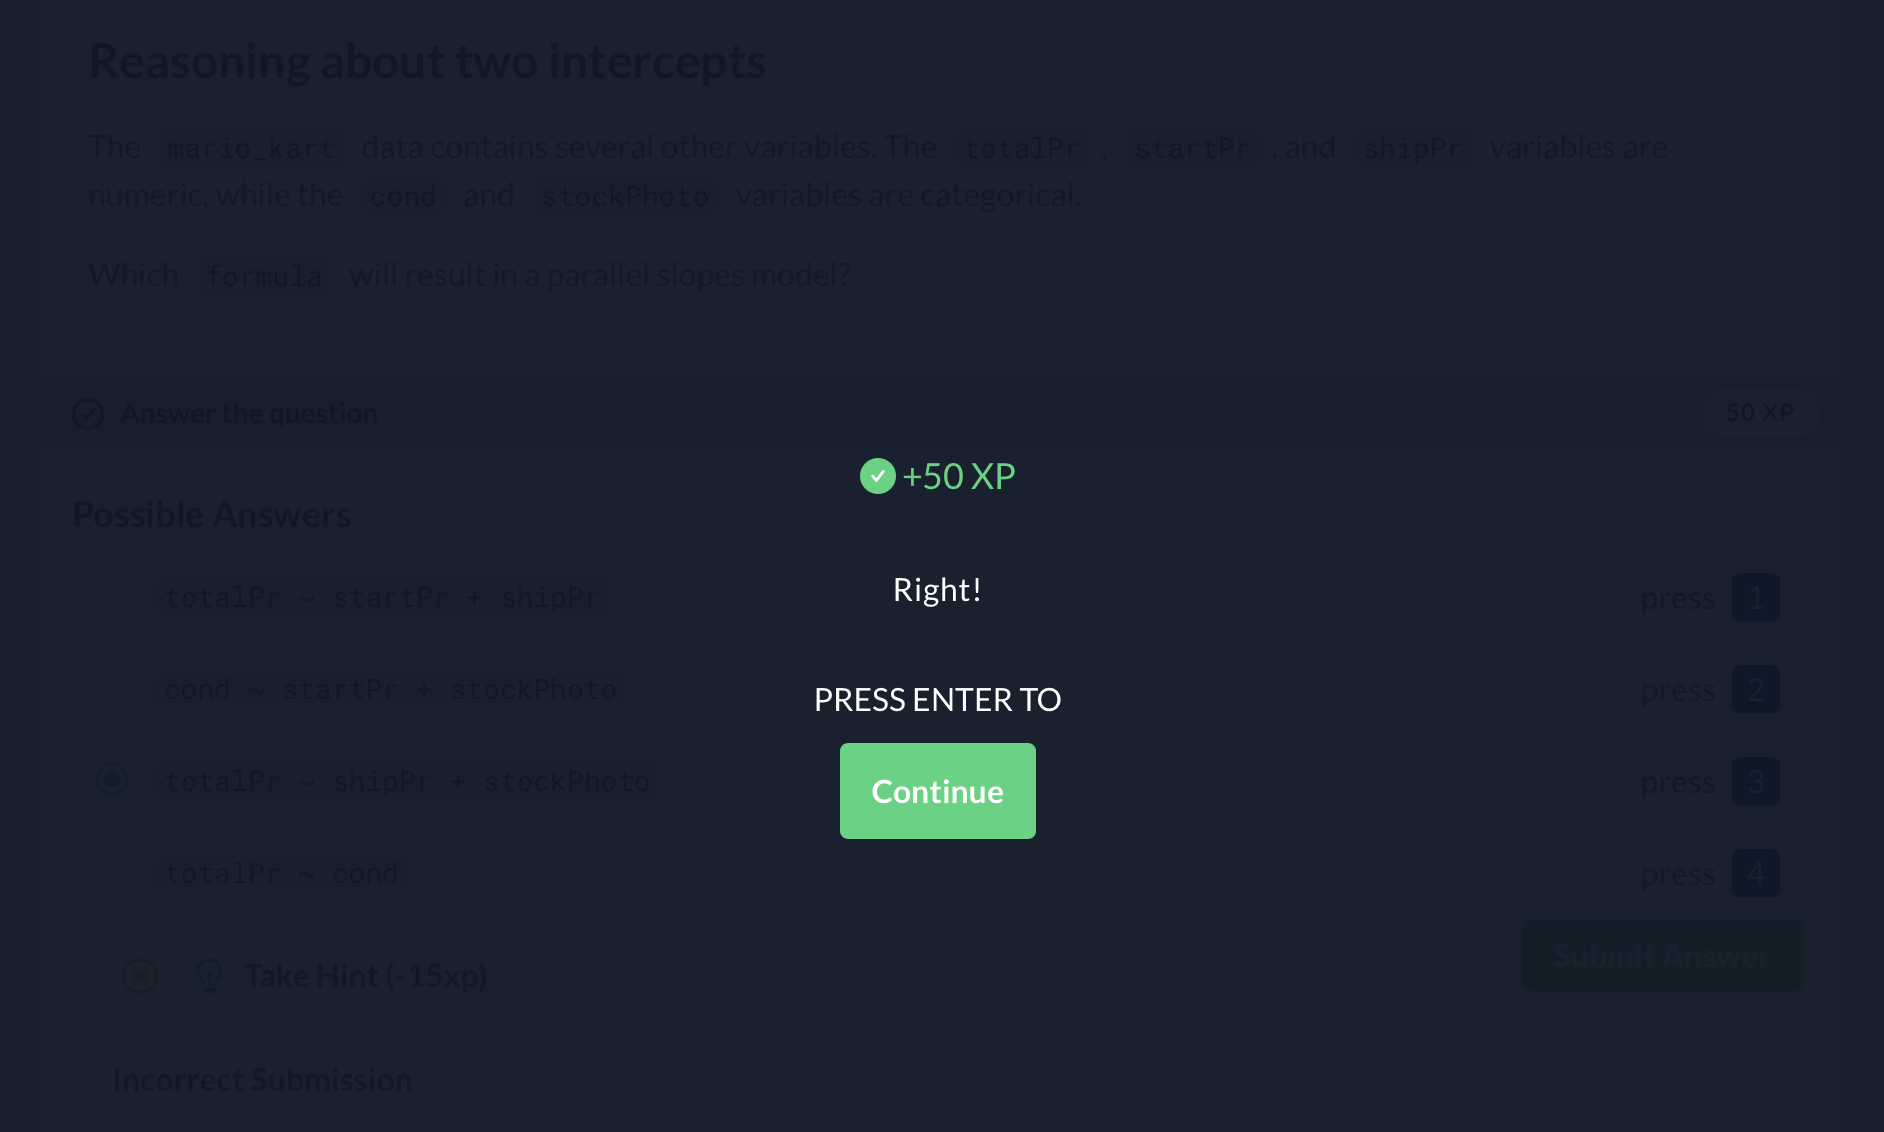 Reasoning about two intercepts
The mario_kart data contains several other variables. The totalPr , startPr , and shipPr variables are
numeric, while the cond and stockPhoto variables are categorical.
Which formula will result in a parallel slopes model?
Answer the question
50 XP
+50 XP
Possible Answers
Right!
totalPr ~ startPr + shipPr
press 1
cond ~ startPr + stockPhoto
press 2
PRESS ENTER TO
totalPr ~ shipPr + stockPhoto
press 3
Continue
totalPr ~ cond
press 4
Submit Answer
Take Hint (-15xp)
Incorrect Submission